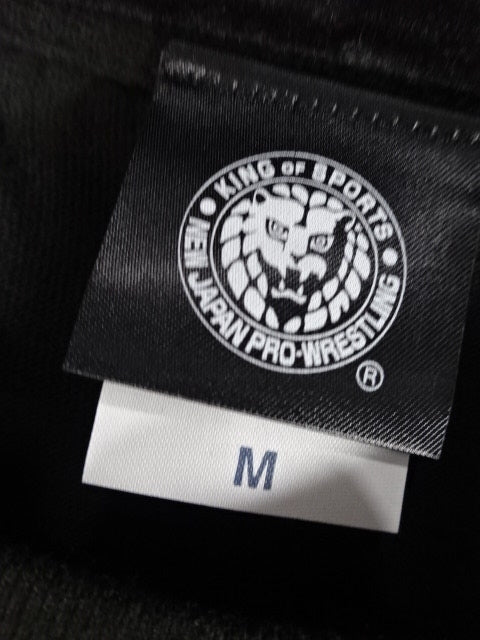 KING OF SPORTS
NEW JAPAN PRO-WRESTLING
®
M